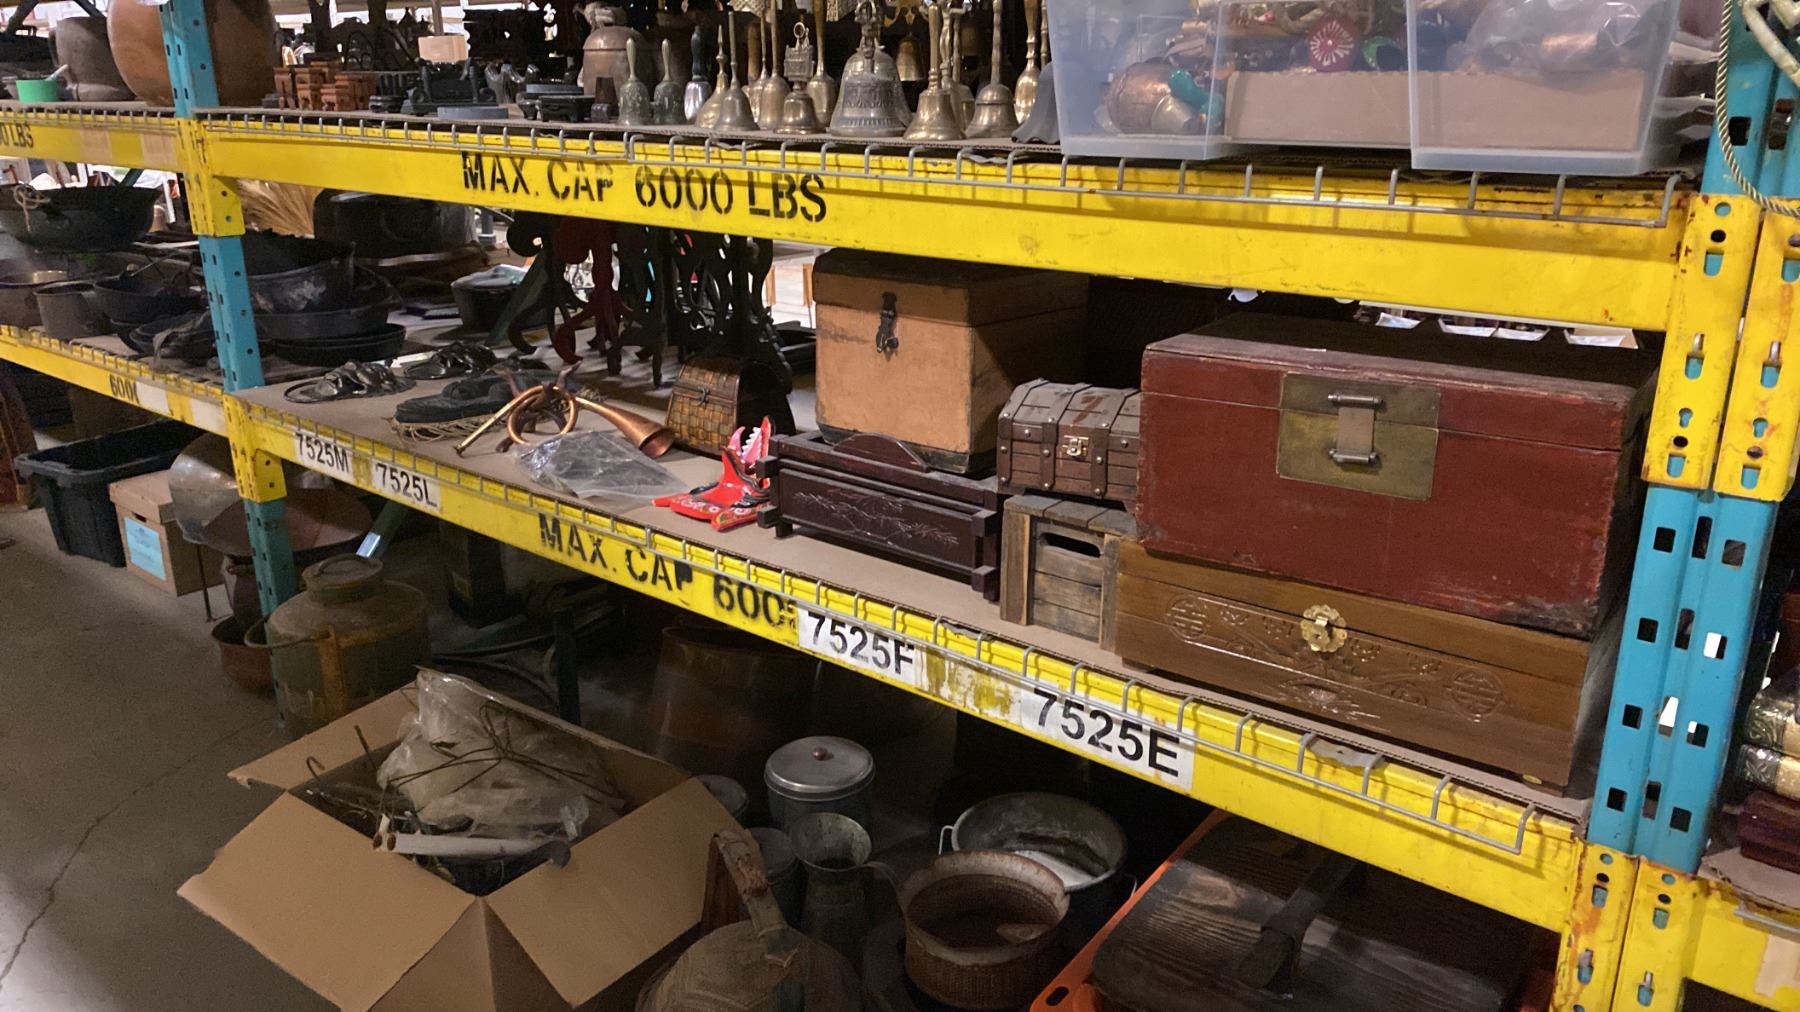 0 LBS
MAX. CAP 6000 LBS
600
7525M
7525L
MAX. CAP 600
7525F
7525E